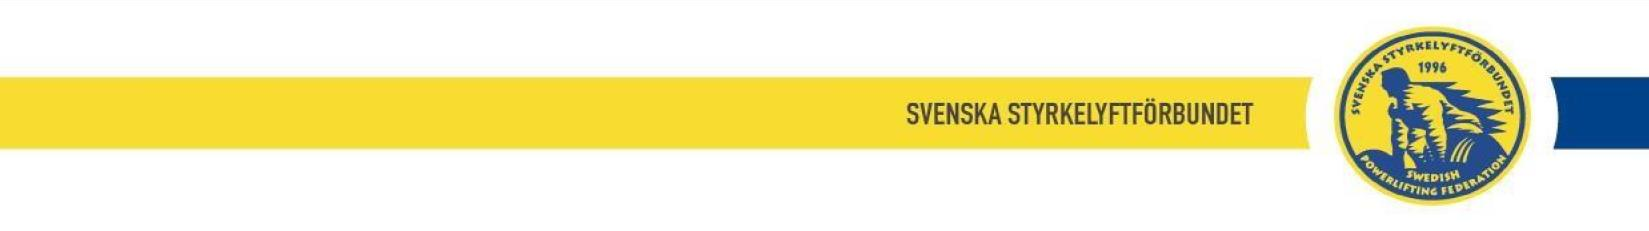 SVENSKA STYRKELYFTFÖRBUNDET
SVENSKA STYRKELYFTFÖRBUNDET
1996
SWEDISH
POWERLIFTING FEDERATION